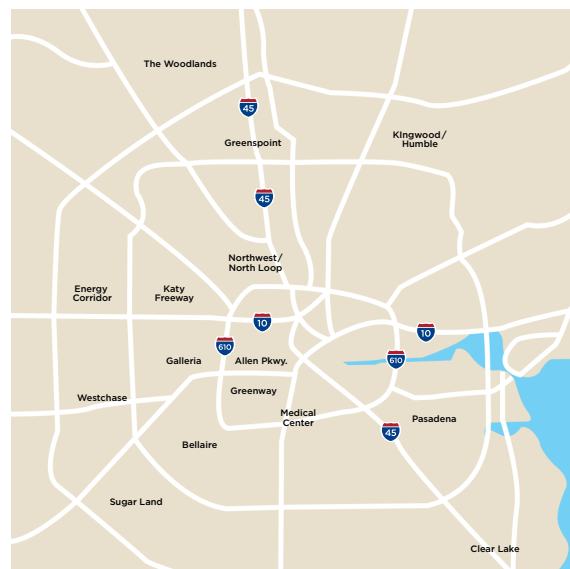 The Woodlands
45
Greenspoint
KIngwood/
Humble
45
Northwest/
North Loop
Energy
Corridor
Katy
Freeway
10
10
610
610
Galleria
Allen Pkwy.
Greenway
Westchase
Medical
Center
Pasadena
45
Bellaire
Sugar Land
Clear Lake